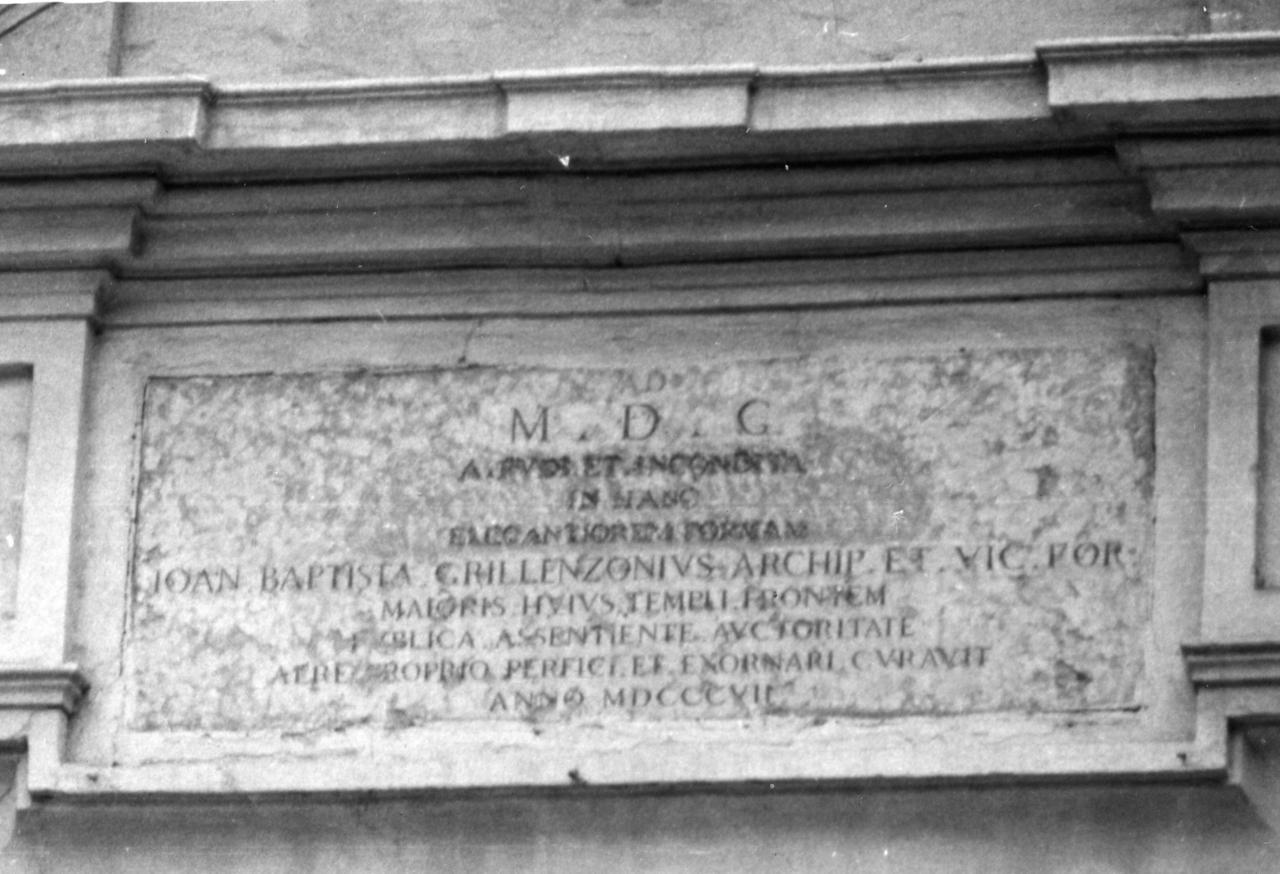 AD
M . D . G
A . RVDI . ET . INCONDITA
IN HANC
ELEGANTIOREM FORMAM
IOAN BAPTISTA GRILLENZONIVS ARCHIP . ET . VIC . FOR .
MAIORIS HVIVS TEMPLI FRONTEM
PVBLICA ASSENTIENTE AVCTORITATE
AERE PROPRIO PERFICI . ET EXORNARI CVRAVIT
ANNO MDCCCVII